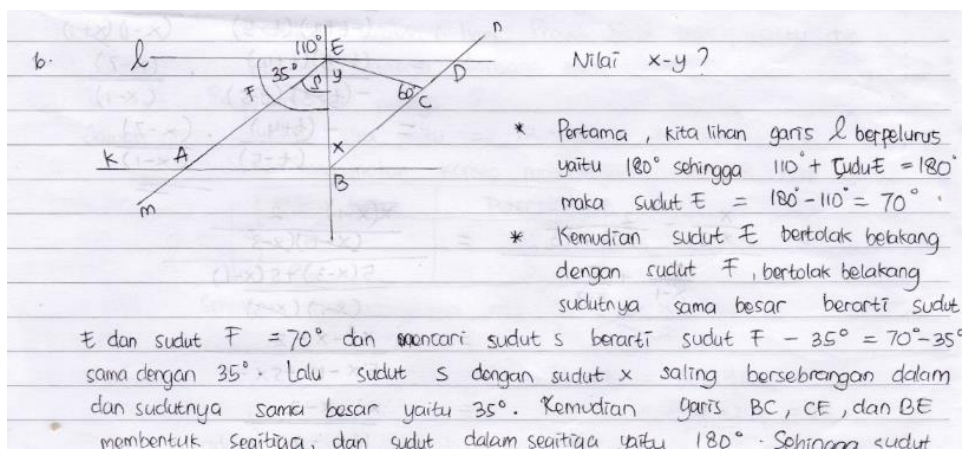 6. l 110° E n
35° S y 60° C D
F
K A x B
m
Nilai x-y?
* Pertama, kita lihan garis l berpelurus
yaitu 180° sehingga 110° + sudut E = 180°
maka sudut E = 180° - 110° = 70°.
* Kemudian sudut E bertolak belakang
dengan sudut F, bertolak belakang
sudutnya sama besar berarti sudut
E dan sudut F = 70° dan mencari sudut s berarti sudut F - 35° = 70° - 35°
sama dengan 35°. Lalu sudut s dengan sudut x saling bersebrangan dalam
dan sudutnya sama besar yaitu 35°. Kemudian garis BC, CE, dan BE
membentuk segitiga, dan sudut dalam segitiga yaitu 180°. Sehingga sudut